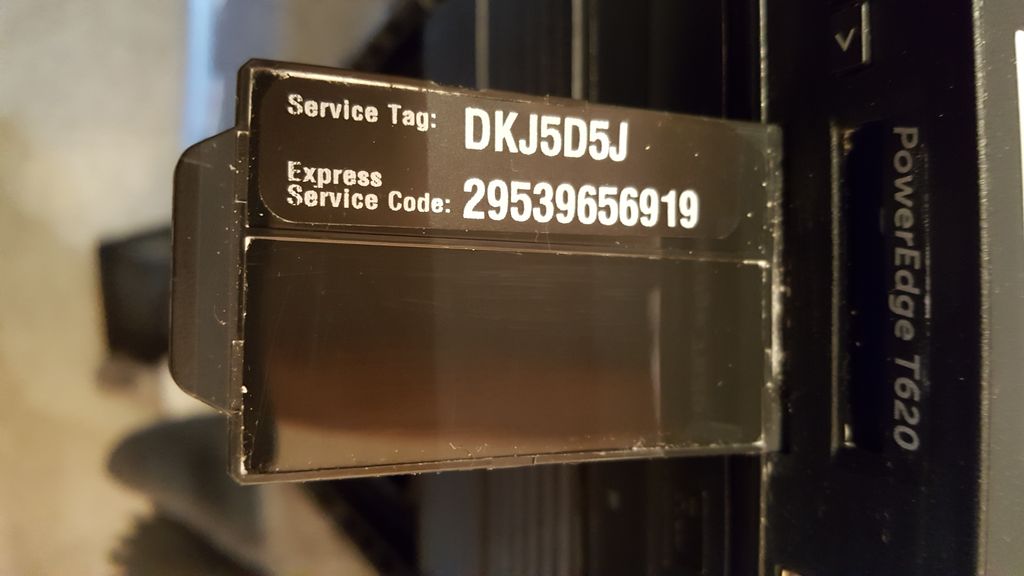 Service Tag: DKJ5D5J
Express
Service Code: 29539656919
PowerEdge T620